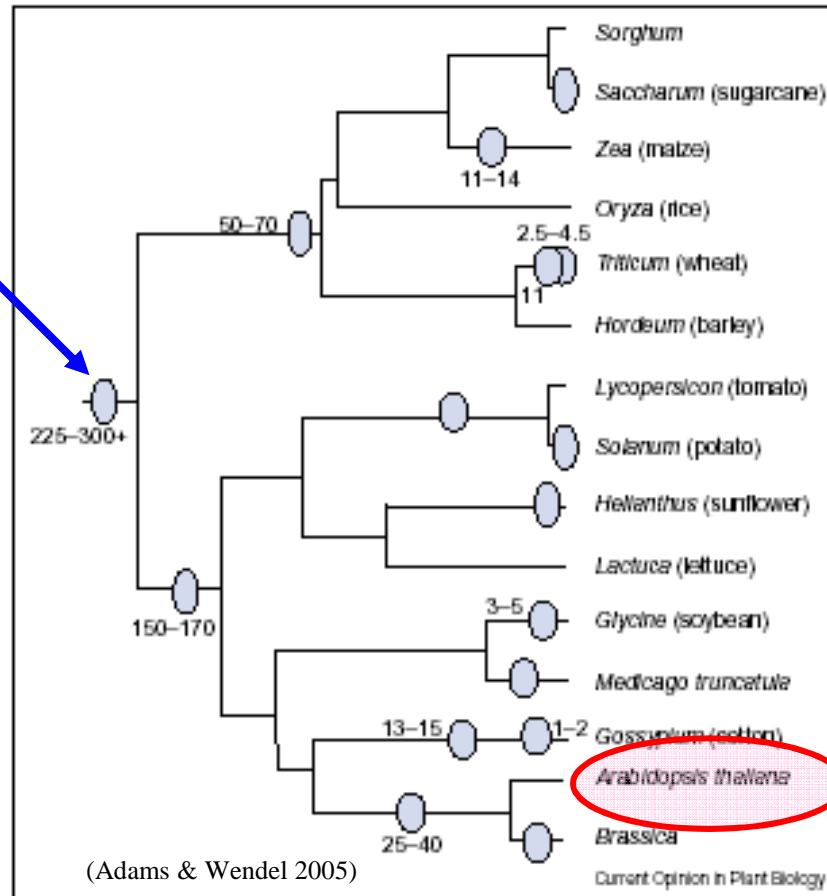 Sorghum
Saccharum (sugarcane)
Zea (maize)
11–14
Oryza (rice)
50–70
2.5–4.5
Triticum (wheat)
11
Hordeum (barley)
Lycopersicon (tomato)
225–300+
Solanum (potato)
Helianthus (sunflower)
Lactuca (lettuce)
3–5
Glycine (soybean)
150–170
Medicago truncatula
13–15
1–2
Gossypium (cotton)
Arabidopsis thaliana
Brassica
25–40
(Adams & Wendel 2005)
Current Opinion in Plant Biology